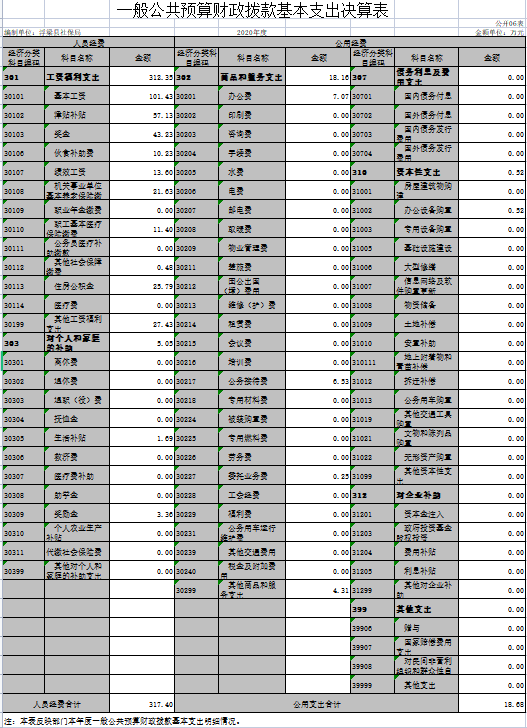 一般公共预算财政拨款基本支出决算表
公开06表
编制单位：浮梁县社保局 2020年度 金额单位：万元
人员经费 公用经费
经济分类科目编码 科目名称 金额 经济分类科目编码 科目名称 金额 经济分类科目编码 科目名称 金额
301 工资福利支出 312.35 302 商品和服务支出 18.16 307 债务利息及费用支出 0.00
30101 基本工资 101.43 30201 办公费 7.07 30701 国内债务付息 0.00
30102 津贴补贴 57.13 30202 印刷费 0.00 30702 国外债务付息 0.00
30103 奖金 43.23 30203 咨询费 0.00 30703 国内债务发行费用 0.00
30106 伙食补助费 10.23 30204 手续费 0.00 30704 国外债务发行费用 0.00
30107 绩效工资 13.60 30205 水费 0.00 310 资本性支出 0.52
30108 机关事业单位基本养老保险缴 21.63 30206 电费 0.00 31001 房屋建筑物购建 0.00
30109 职业年金缴费 0.00 30207 邮电费 0.00 31002 办公设备购置 0.52
30110 职工基本医疗保险缴费 11.40 30208 取暖费 0.00 31003 专用设备购置 0.00
30111 公务员医疗补助缴款 0.00 30209 物业管理费 0.00 31005 基础设施建设 0.00
30112 其他社会保障缴费 0.48 30211 差旅费 0.00 31006 大型修缮 0.00
30113 住房公积金 25.79 30212 因公出国（境）费用 0.00 31007 信息网络及软件购置更新 0.00
30114 医疗费 0.00 30213 维修（护）费 0.00 31008 物资储备 0.00
30199 其他工资福利支出 27.43 30214 租赁费 0.00 31009 土地补偿 0.00
303 对个人和家庭的补助 5.05 30215 会议费 0.00 31010 安置补助 0.00
30301 离休费 0.00 30216 培训费 0.00 310111 地上附着物和青苗补偿 0.00
30302 退休费 0.00 30217 公务接待费 6.53 31012 拆迁补偿 0.00
30303 退职（役）费 0.00 30218 专用材料费 0.00 31013 公务用车购置 0.00
30304 抚恤金 0.00 30224 被装购置费 0.00 31019 其他交通工具购置 0.00
30305 生活补贴 1.69 30225 专用燃料费 0.00 31021 文物和陈列品购置 0.00
30306 救济费 0.00 30226 劳务费 0.00 31022 无形资产购置 0.00
30307 医疗费补助 0.00 30227 委托业务费 0.25 31099 其他资本性支出 0.00
30308 助学金 0.00 30228 工会经费 0.00 312 对企业补助 0.00
30309 奖励金 3.36 30229 福利费 0.00 31201 资本金注入 0.00
30310 个人农业生产补贴 0.00 30231 公务用车运行维护费 0.00 31203 政府投资基金股权投资 0.00
30311 代缴社会保险费 0.00 30239 其他交通费用 0.00 31204 费用补贴 0.00
30399 其他对个人和家庭的补助支出 0.00 30240 税金及附加费用 0.00 31205 利息补贴 0.00
30299 其他商品和服务支出 4.31 31299 其他对企业补助 0.00
399 其他支出 0.00
39906 赠与 0.00
39907 国家赔偿费用支出 0.00
39908 对民间非营利组织和群众性自 0.00
39999 其他支出 0.00
人员经费合计 317.40 公用支出合计 18.68
注：本表反映部门本年度一般公共预算财政拨款基本支出明细情况。